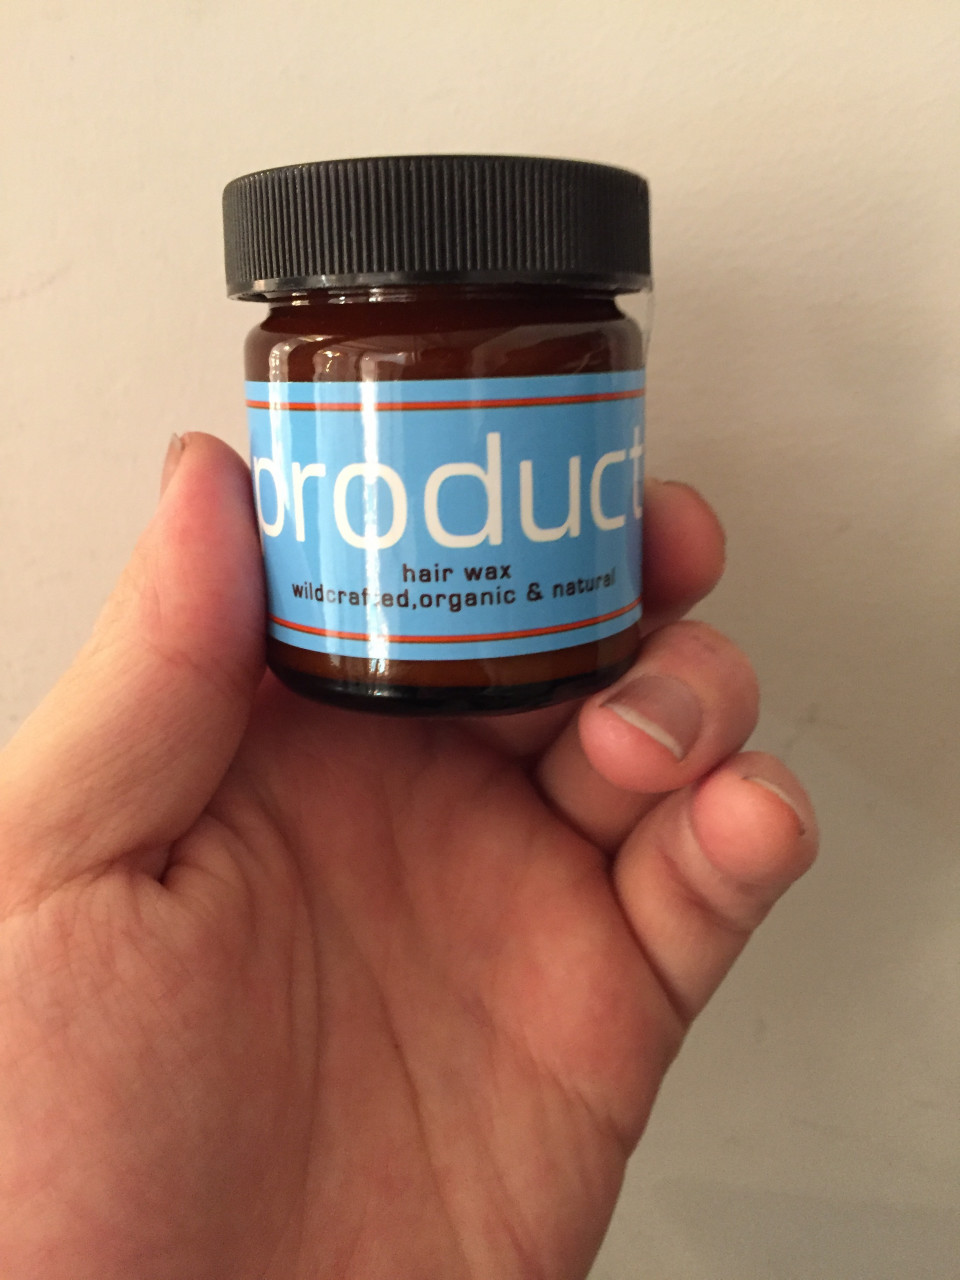 product
hair wax
wildcrafted,organic & natural